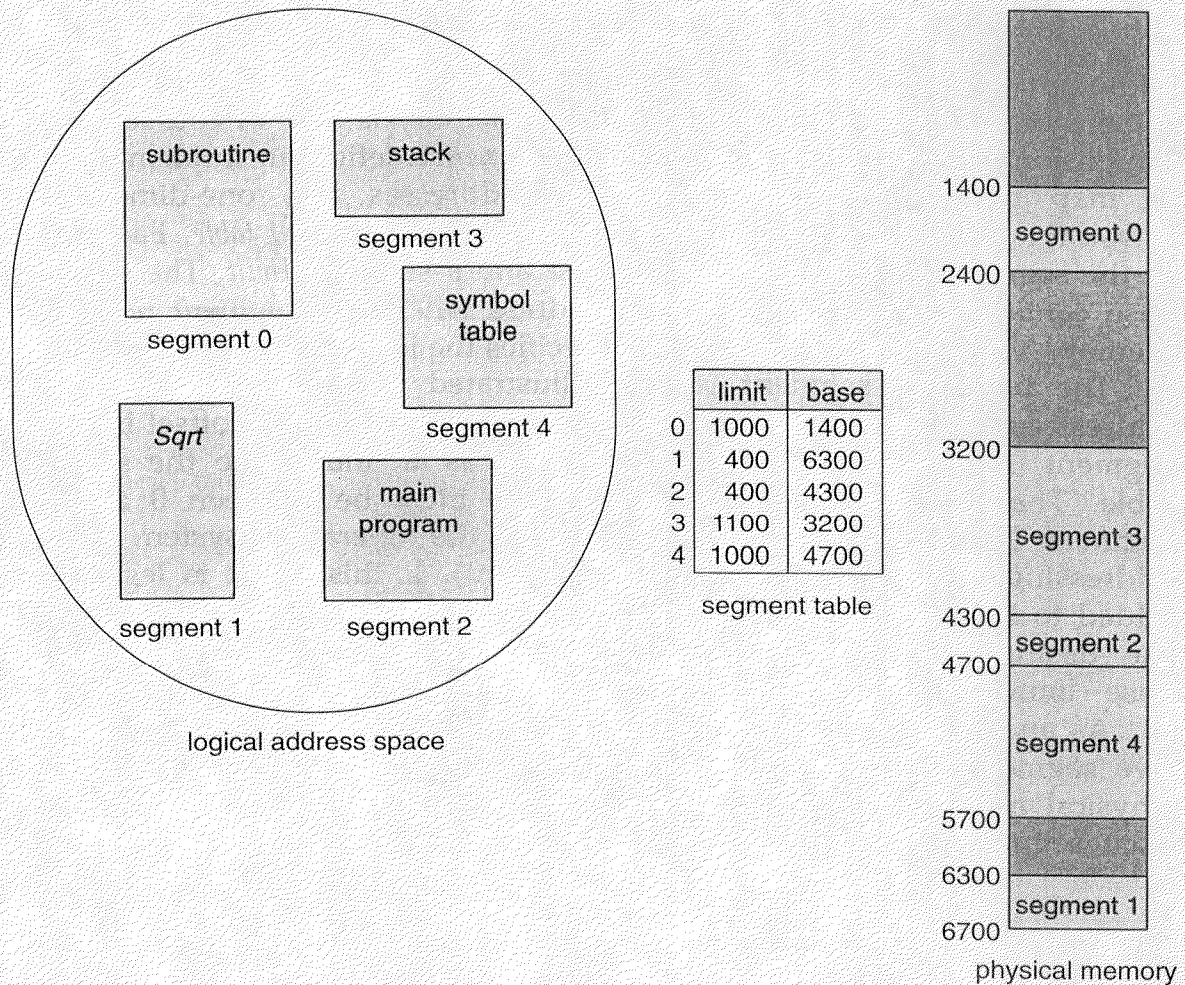 subroutine
segment 0
stack
segment 3
symbol
table
segment 4
Sqrt
segment 1
main
program
segment 2
logical address space
limit base
0 1000 1400
1 400 6300
2 400 4300
3 1100 3200
4 1000 4700
segment table
1400
segment 0
2400
3200
segment 3
4300
segment 2
4700
segment 4
5700
6300
segment 1
6700
physical memory